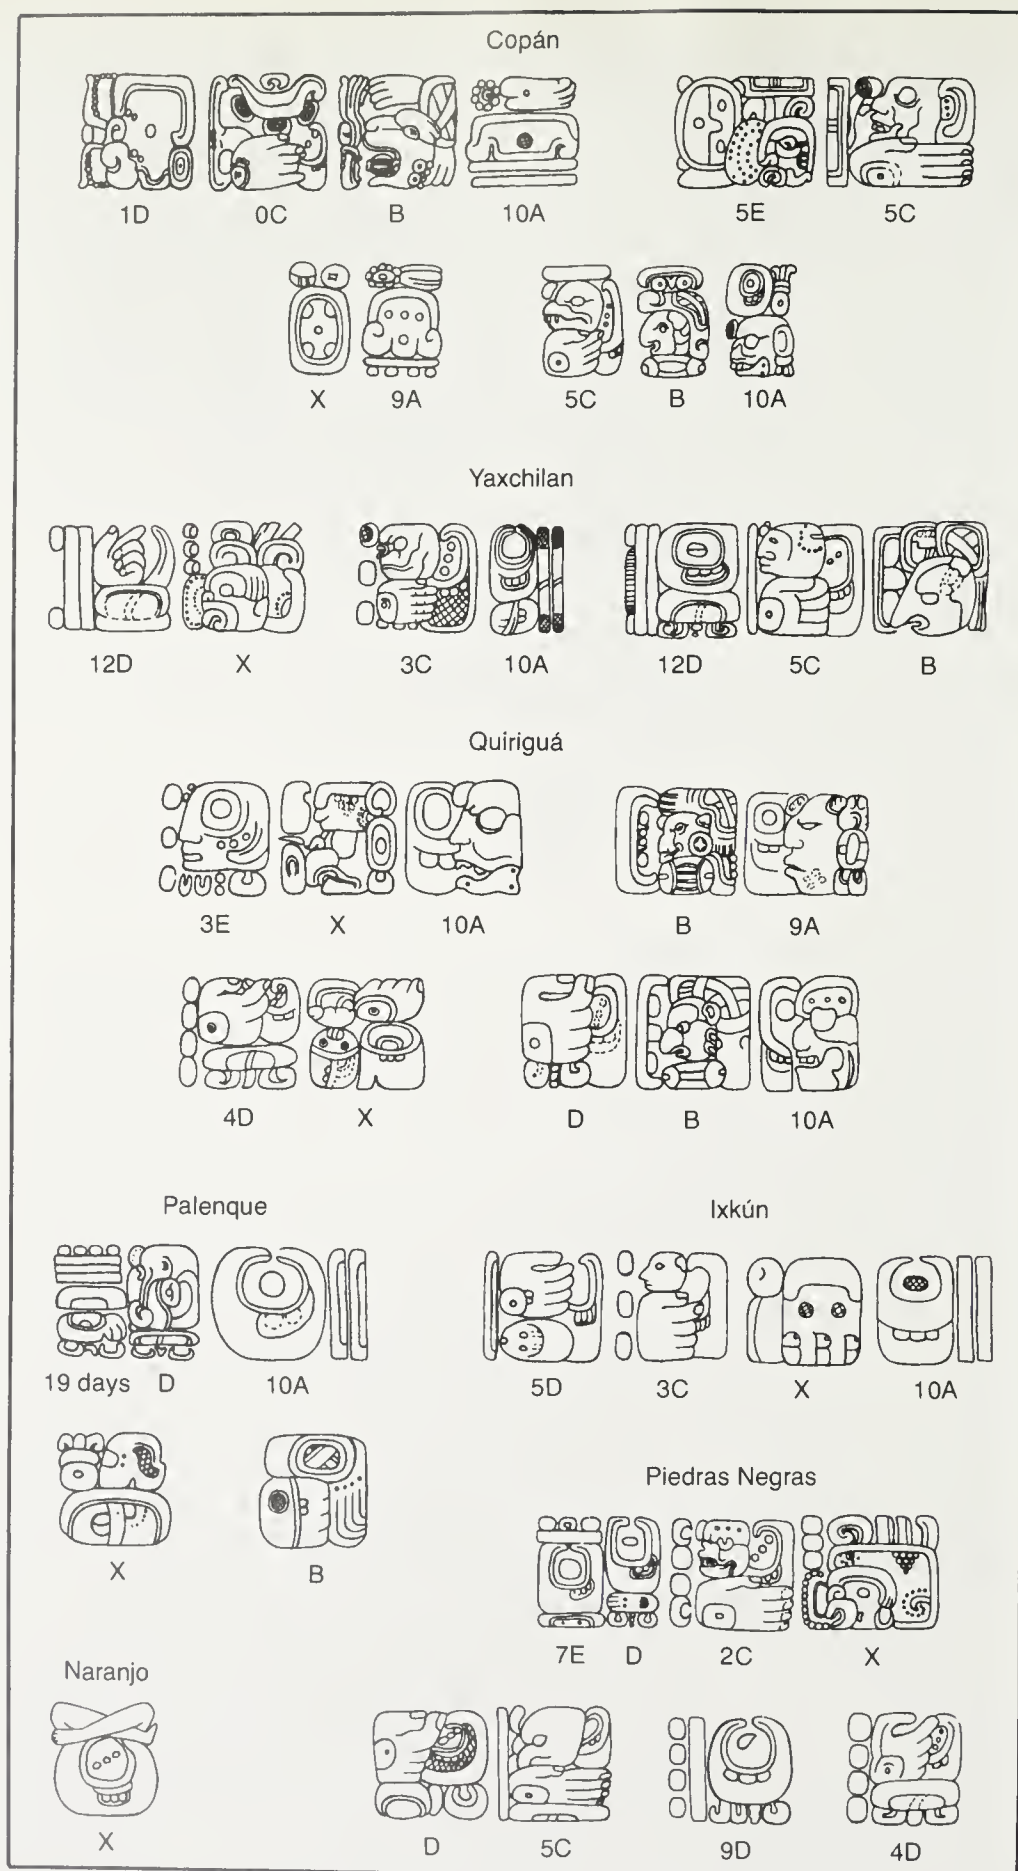 Copán
1D 0C B 10A 5E 5C
X 9A 5C B 10A
Yaxchilan
12D X 3C 10A 12D 5C B
Quiriguá
3E X 10A B 9A
4D X D B 10A
Palenque
19 days D 10A
X B
Ixkún
5D 3C X 10A
Piedras Negras
7E D 2C X
Naranjo
X
D 5C 9D 4D